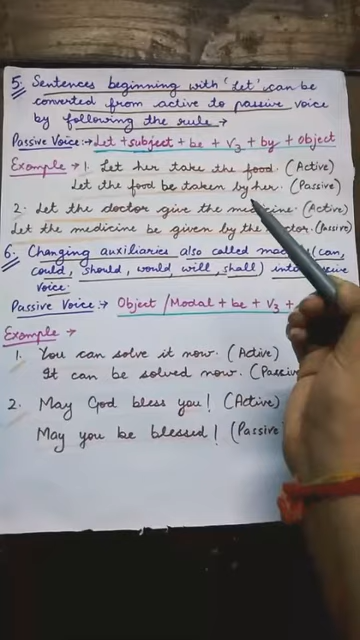 5. Sentences beginning with 'Let' can be
converted from active to passive voice
by following the rule →
Passive Voice :→ Let + subject + be + V3 + by + Object
Example → 1. Let her take the food. (Active)
Let the food be taken by her. (Passive)
2. Let the doctor give the medicine. (Active)
Let the medicine be given by the doctor. (Passive)
6. Changing auxiliaries also called (can,
could, should, would, will, shall) into
voice.
Passive Voice :- Object / Modal + be + V3 +
Example →
1. You can solve it now. (Active)
It can be solved now. (Passive
2. May God bless you! (Active)
May you be blessed! (Passive